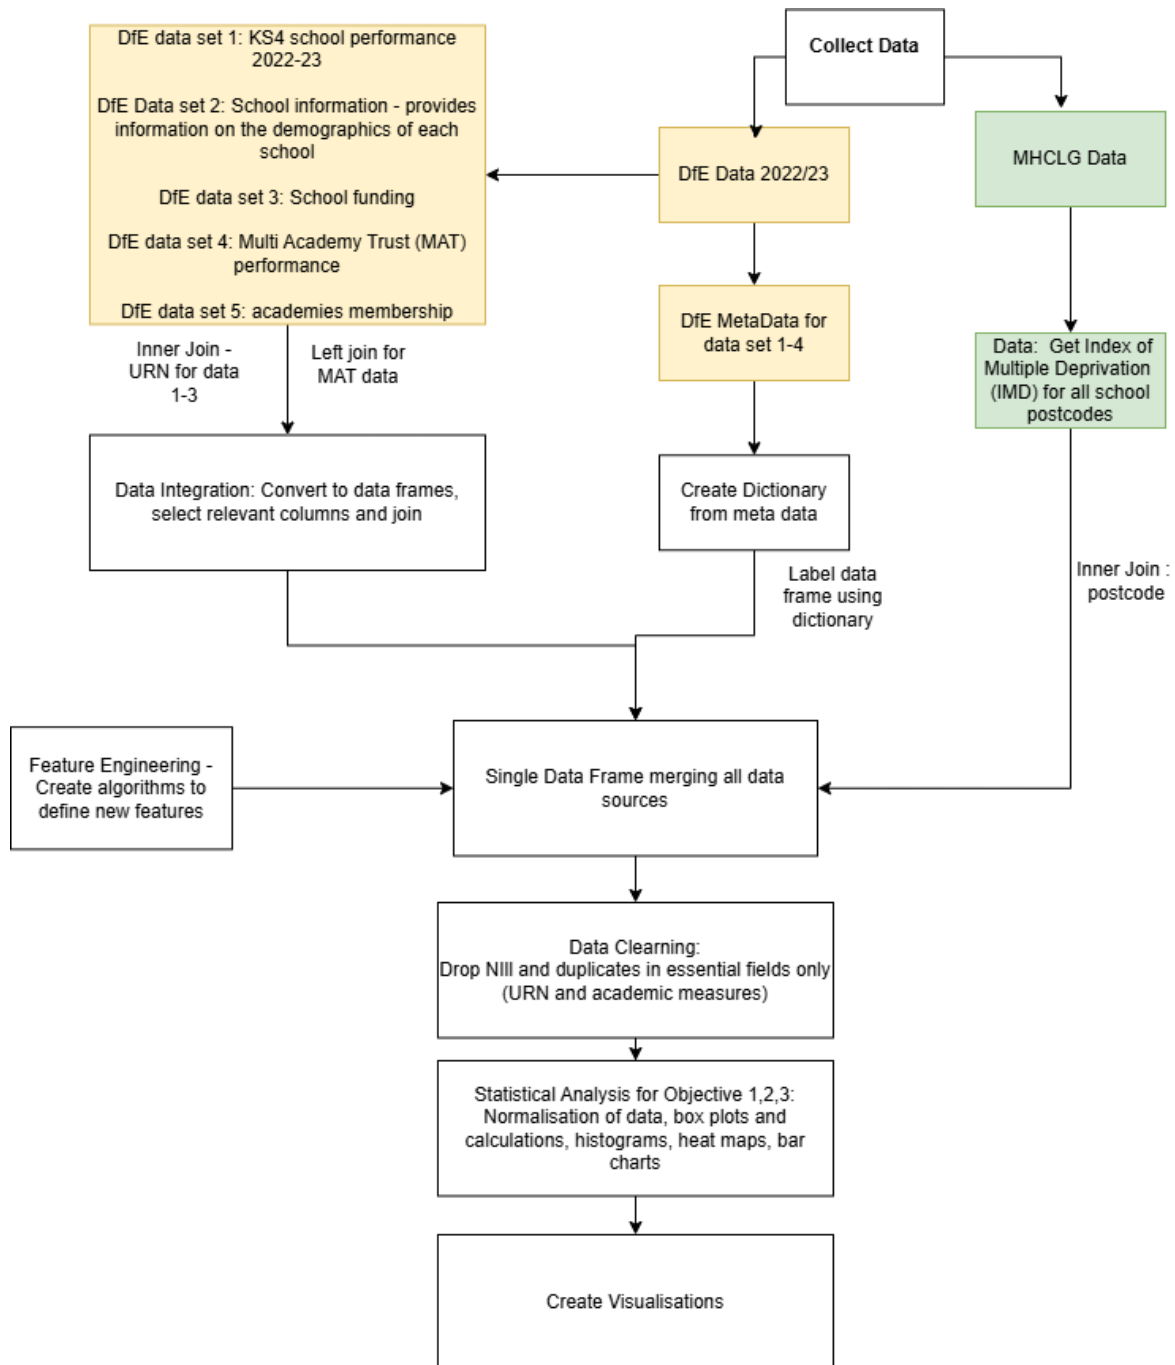 Collect Data
DfE data set 1: KS4 school performance
2022-23
DfE Data set 2: School information - provides
information on the demographics of each
school
DfE data set 3: School funding
DfE data set 4: Multi Academy Trust (MAT)
performance
DfE data set 5: academies membership
DfE Data 2022/23
MHCLG Data
DfE MetaData for
data set 1-4
Data:  Get Index of
Multiple Deprivation
(IMD) for all school
postcodes
Inner Join -
URN for data
1-3
Left join for
MAT data
Data Integration: Convert to data frames,
select relevant columns and join
Create Dictionary
from meta data
Label data
frame using
dictionary
Inner Join :
postcode
Feature Engineering -
Create algorithms to
define new features
Single Data Frame merging all data
sources
Data Clearning:
Drop NIII and duplicates in essential fields only
(URN and academic measures)
Statistical Analysis for Objective 1,2,3:
Normalisation of data, box plots and
calculations, histograms, heat maps, bar
charts
Create Visualisations